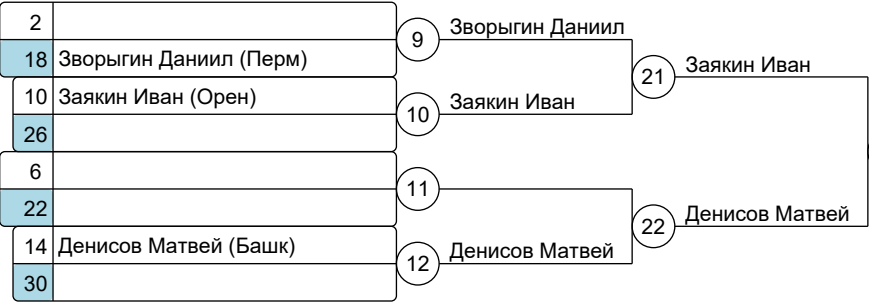 2
18 Зворыгин Даниил (Перм)
9 Зворыгин Даниил
10 Заякин Иван (Орен)
26
10 Заякин Иван
21 Заякин Иван
6
22
11
14 Денисов Матвей (Башк)
30
12 Денисов Матвей
22 Денисов Матвей